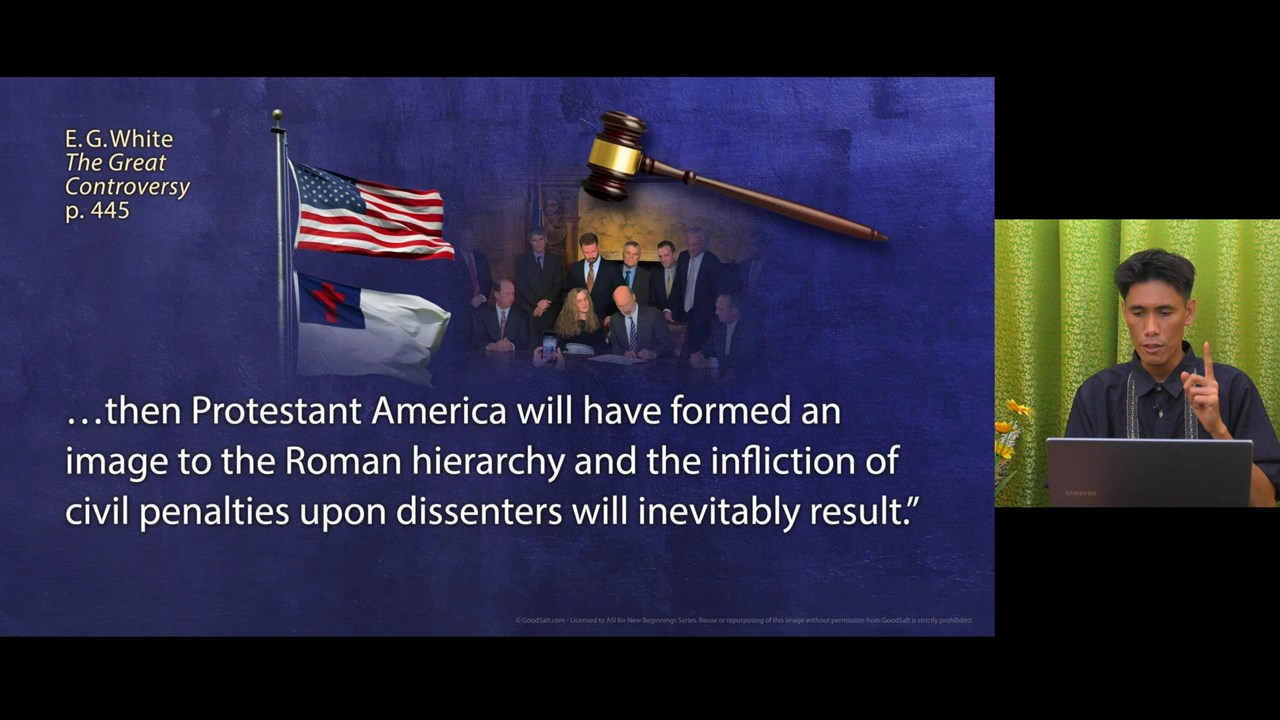 E. G. White
The Great
Controversy
p. 445
…then Protestant America will have formed an
image to the Roman hierarchy and the infliction of
civil penalties upon dissenters will inevitably result.”
© GoodSalt.com - Licensed to ASI for New Beginnings Series. Reuse or repurposing of this image without permission from GoodSalt is strictly prohibited.
SAMSUNG